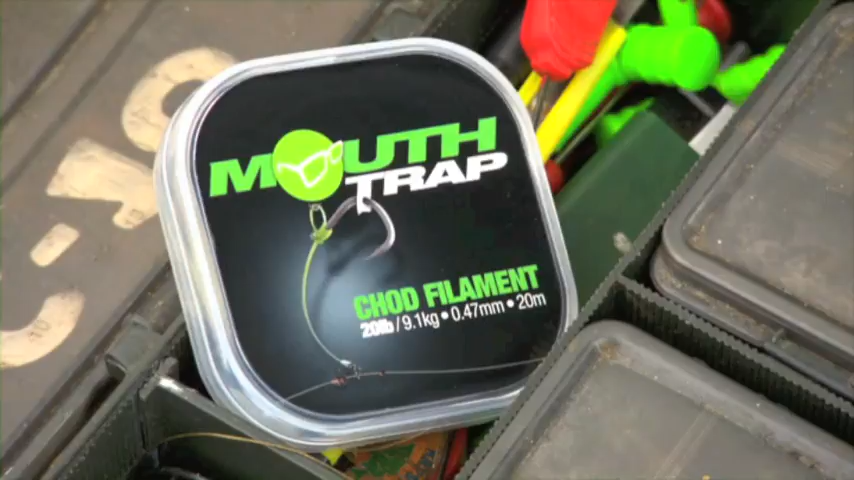 MOUTH
TRAP
CHOD FILAMENT
20lb / 9.1kg • 0.47mm • 20m